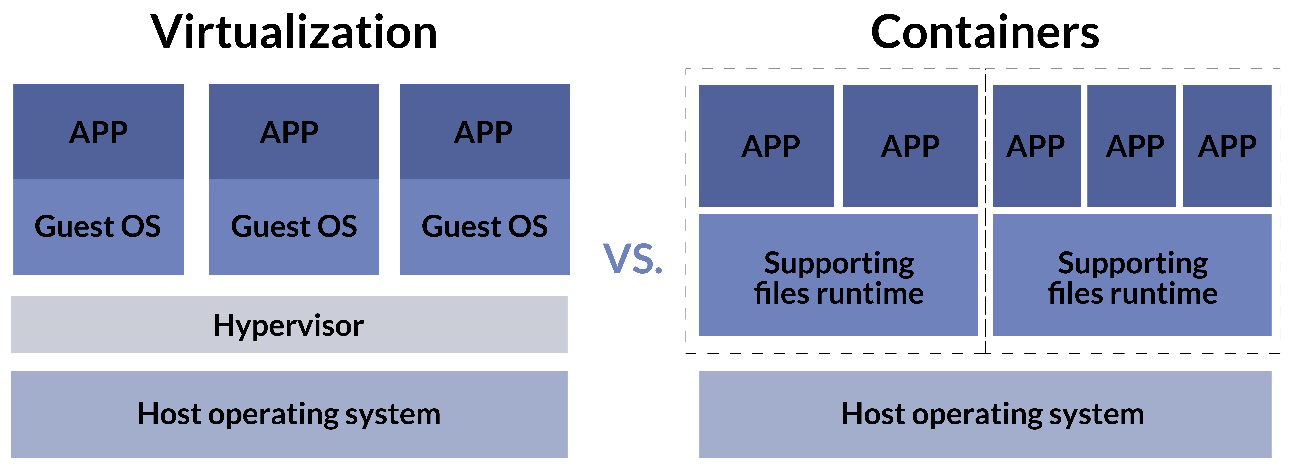 Virtualization
APP
APP
APP
Guest OS
Guest OS
Guest OS
Hypervisor
Host operating system
VS.
Containers
APP
APP
APP
APP
APP
Supporting
files runtime
Supporting
files runtime
Host operating system